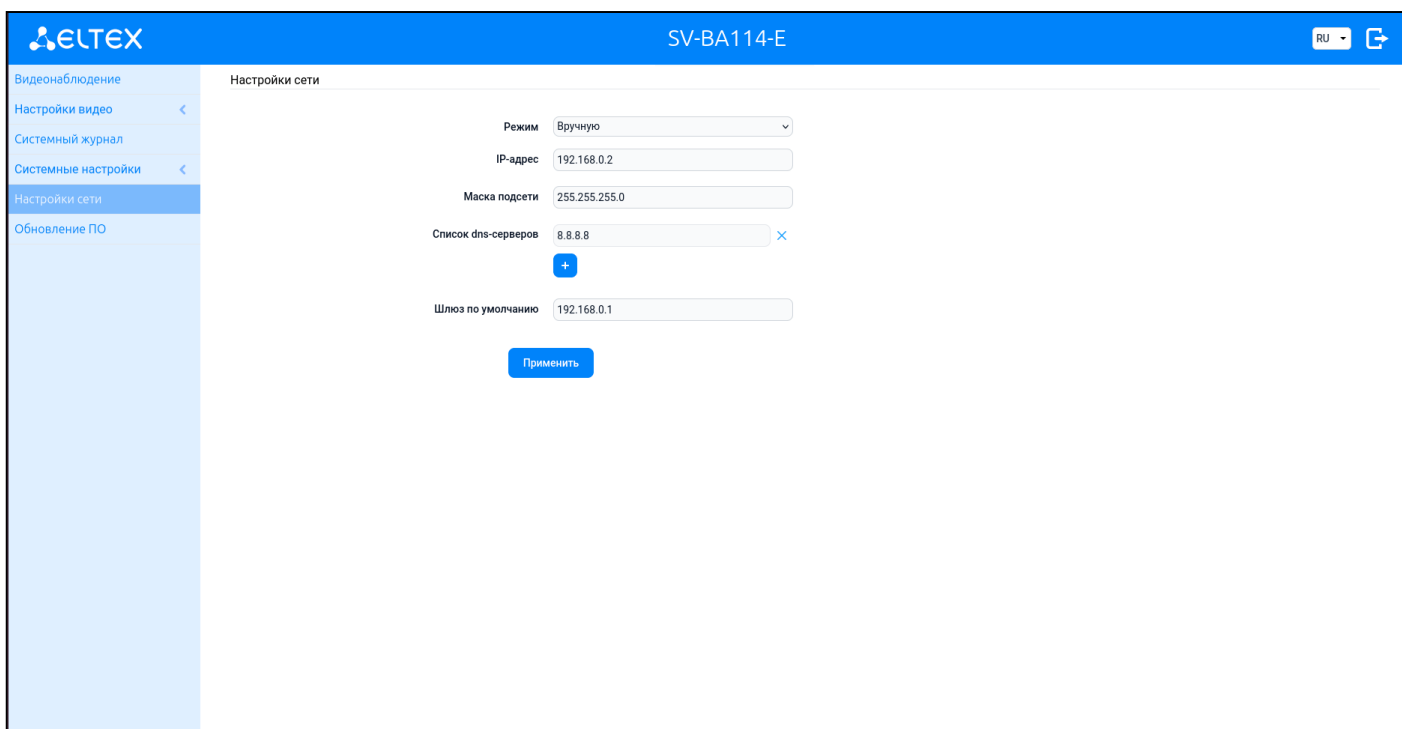 ELTEX
SV-BA114-E
RU
Видеонаблюдение
Настройки видео
Системный журнал
Системные настройки
Настройки сети
Обновление ПО
Настройки сети
Режим Вручную
IP-адрес 192.168.0.2
Маска подсети 255.255.255.0
Список dns-серверов 8.8.8.8
+
Шлюз по умолчанию 192.168.0.1
Применить